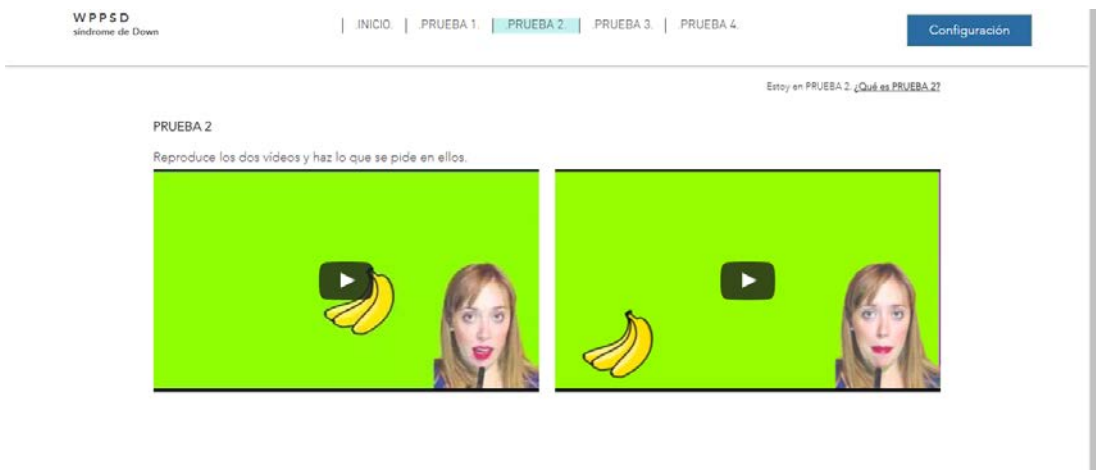 WPPSD
síndrome de Down
| .INICIO. | .PRUEBA 1. | .PRUEBA 2. | .PRUEBA 3. | .PRUEBA 4.
Configuración
Estoy en PRUEBA 2. ¿Qué es PRUEBA 2?
PRUEBA 2
Reproduce los dos vídeos y haz lo que se pide en ellos.